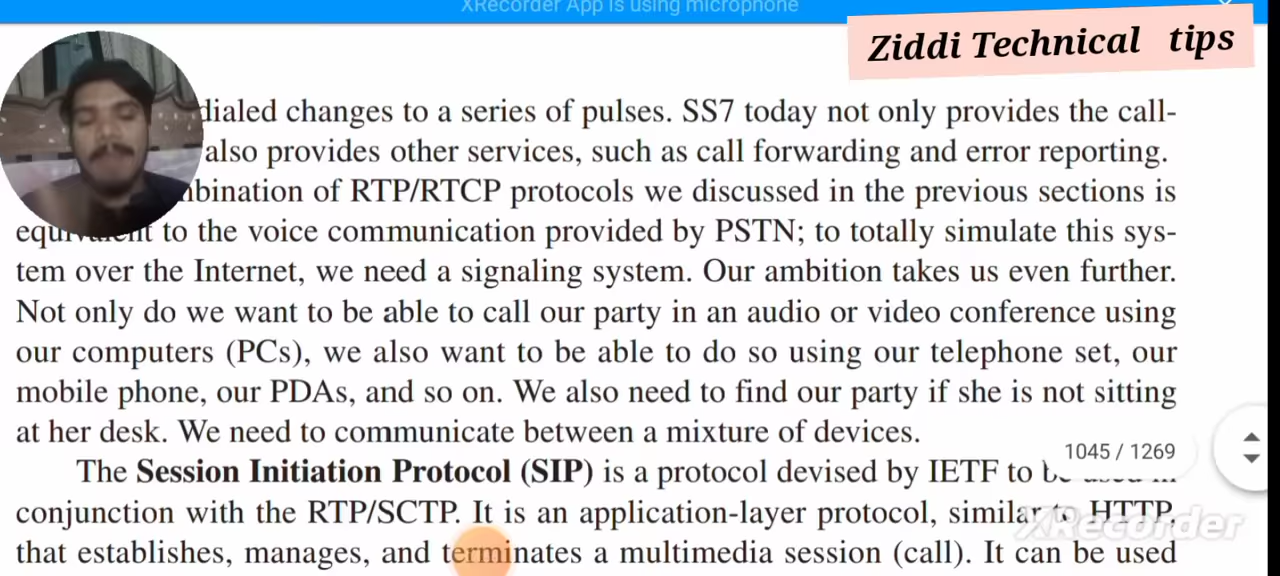 XRecorder App is using microphone
Ziddi Technical tips
dialed changes to a series of pulses. SS7 today not only provides the call-
also provides other services, such as call forwarding and error reporting.
mbination of RTP/RTCP protocols we discussed in the previous sections is
equivalent to the voice communication provided by PSTN; to totally simulate this sys-
tem over the Internet, we need a signaling system. Our ambition takes us even further.
Not only do we want to be able to call our party in an audio or video conference using
our computers (PCs), we also want to be able to do so using our telephone set, our
mobile phone, our PDAs, and so on. We also need to find our party if she is not sitting
at her desk. We need to communicate between a mixture of devices.
1045 / 1269
The Session Initiation Protocol (SIP) is a protocol devised by IETF to
conjunction with the RTP/SCTP. It is an application-layer protocol, similar to HTTP,
XRecorder
that establishes, manages, and terminates a multimedia session (call). It can be used